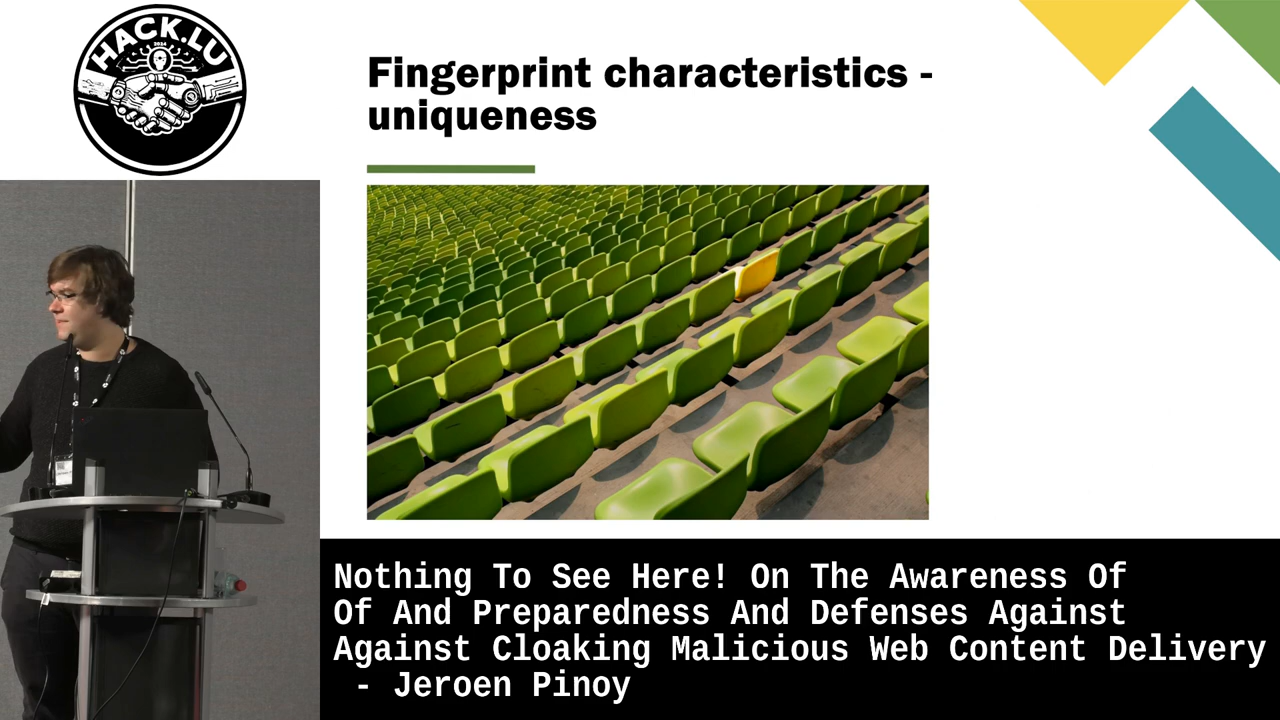 HACK.LU
2024
Fingerprint characteristics -
uniqueness
Nothing To See Here! On The Awareness Of
Of And Preparedness And Defenses Against
Against Cloaking Malicious Web Content Delivery
- Jeroen Pinoy